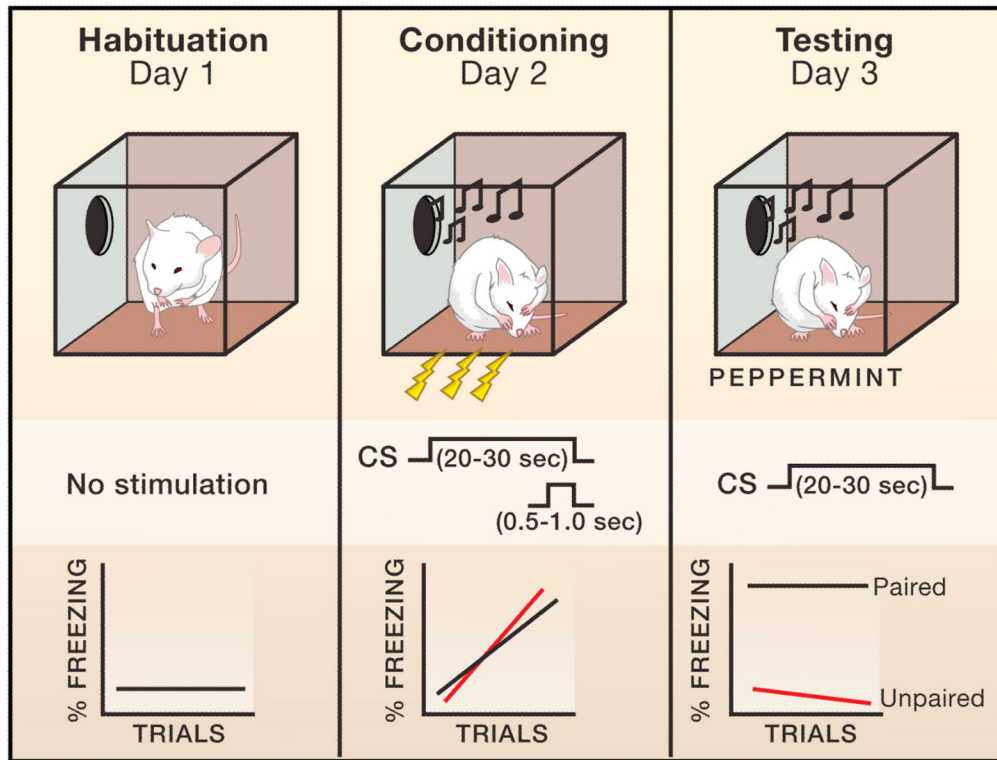 Habituation
Day 1
Conditioning
Day 2
Testing
Day 3
PEPPERMINT
No stimulation
CS
(20-30 sec)
(0.5-1.0 sec)
CS
(20-30 sec)
% FREEZING
TRIALS
% FREEZING
TRIALS
% FREEZING
Paired
Unpaired
TRIALS